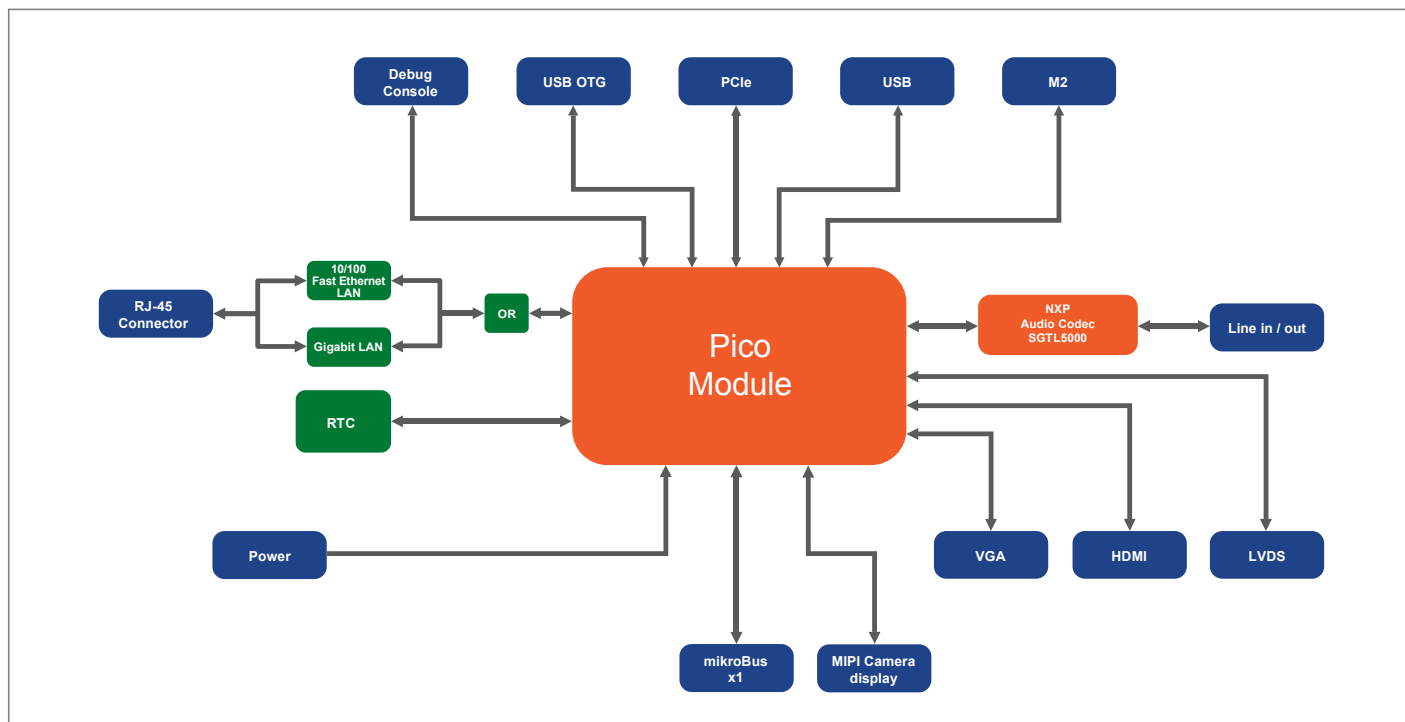 Debug
Console
USB OTG
PCIe
USB
M2
10/100
Fast Ethernet
LAN
RJ-45
Connector
OR
Gigabit LAN
Pico
Module
NXP
Audio Codec
SGTL5000
Line in / out
RTC
Power
VGA
HDMI
LVDS
mikroBus
x1
MIPI Camera
display